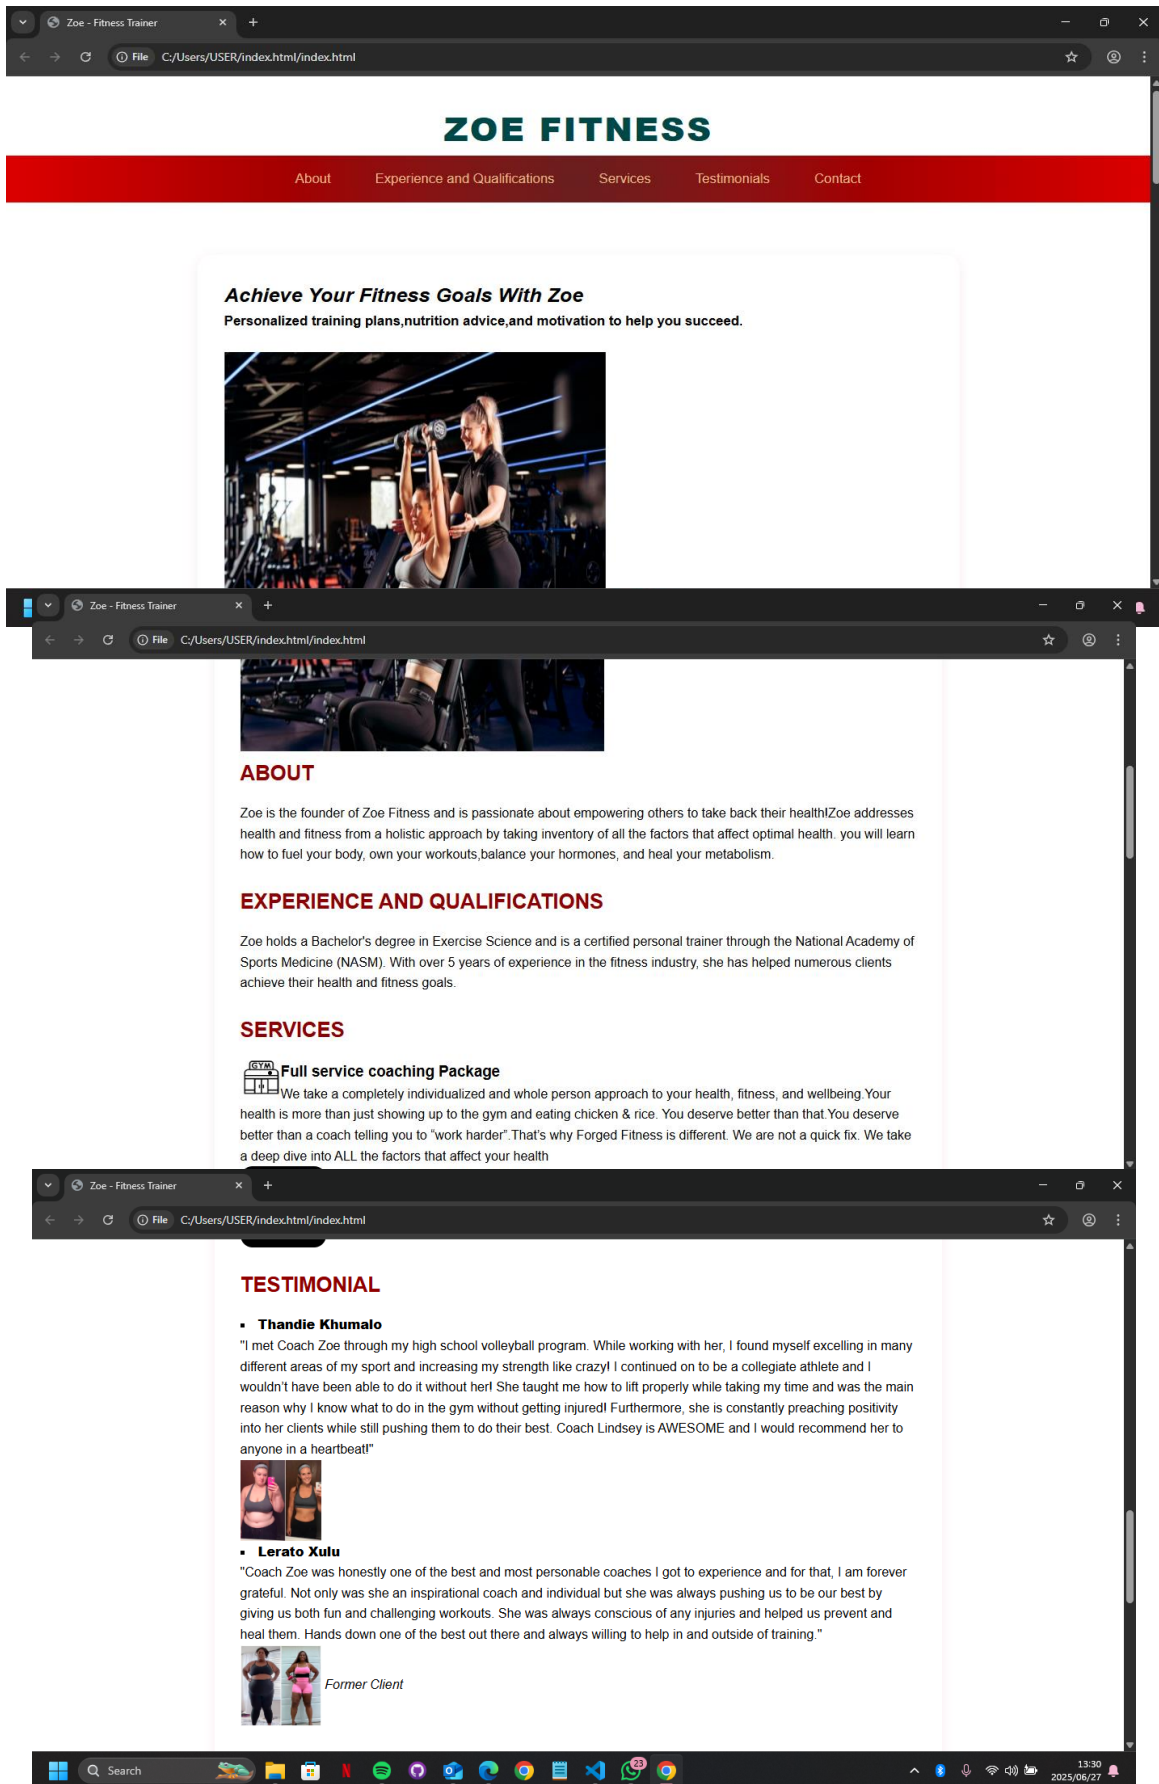 Zoe - Fitness Trainer
File C:/Users/USER/index.html/index.html
ZOE FITNESS
About Experience and Qualifications Services Testimonials Contact
Achieve Your Fitness Goals With Zoe
Personalized training plans,nutrition advice,and motivation to help you succeed.
Zoe - Fitness Trainer
File C:/Users/USER/index.html/index.html
ABOUT
Zoe is the founder of Zoe Fitness and is passionate about empowering others to take back their health!Zoe addresses
health and fitness from a holistic approach by taking inventory of all the factors that affect optimal health. you will learn
how to fuel your body, own your workouts,balance your hormones, and heal your metabolism.
EXPERIENCE AND QUALIFICATIONS
Zoe holds a Bachelor's degree in Exercise Science and is a certified personal trainer through the National Academy of
Sports Medicine (NASM). With over 5 years of experience in the fitness industry, she has helped numerous clients
achieve their health and fitness goals.
SERVICES
GYM
Full service coaching Package
We take a completely individualized and whole person approach to your health, fitness, and wellbeing.Your
health is more than just showing up to the gym and eating chicken & rice. You deserve better than that.You deserve
better than a coach telling you to “work harder”.That’s why Forged Fitness is different. We are not a quick fix. We take
a deep dive into ALL the factors that affect your health
Zoe - Fitness Trainer
File C:/Users/USER/index.html/index.html
TESTIMONIAL
▪ Thandie Khumalo
"I met Coach Zoe through my high school volleyball program. While working with her, I found myself excelling in many
different areas of my sport and increasing my strength like crazy! I continued on to be a collegiate athlete and I
wouldn’t have been able to do it without her! She taught me how to lift properly while taking my time and was the main
reason why I know what to do in the gym without getting injured! Furthermore, she is constantly preaching positivity
into her clients while still pushing them to do their best. Coach Lindsey is AWESOME and I would recommend her to
anyone in a heartbeat!"
▪ Lerato Xulu
"Coach Zoe was honestly one of the best and most personable coaches I got to experience and for that, I am forever
grateful. Not only was she an inspirational coach and individual but she was always pushing us to be our best by
giving us both fun and challenging workouts. She was always conscious of any injuries and helped us prevent and
heal them. Hands down one of the best out there and always willing to help in and outside of training."
Former Client
Search
23
13:30
2025/06/27